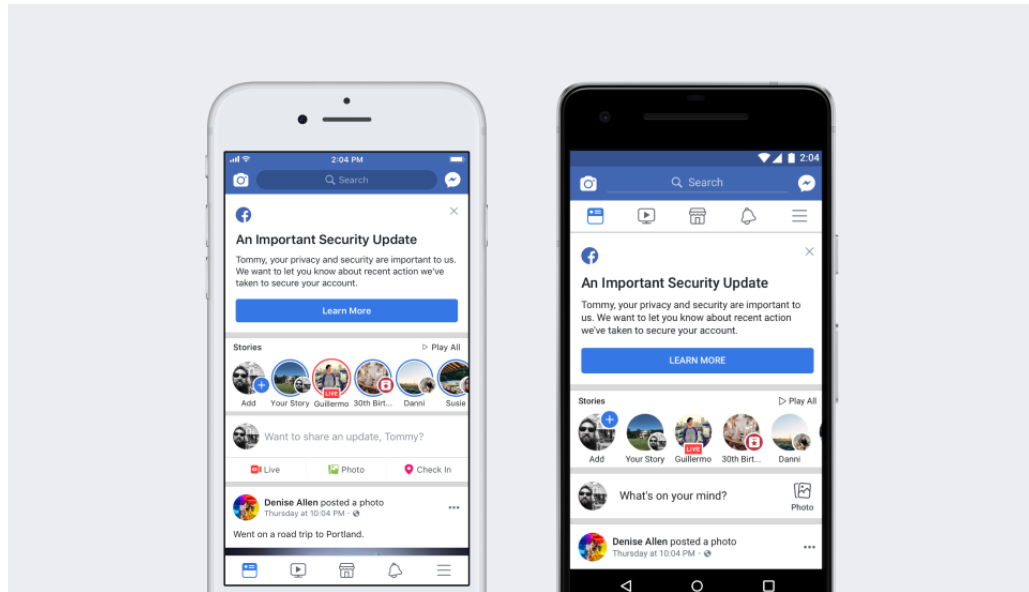 2:04 PM
Search
An Important Security Update
Tommy, your privacy and security are important to us.
We want to let you know about recent action we've
taken to secure your account.
Learn More
Stories
Play All
Add
Your Story
Guillermo
30th Birt...
Danni
Susie
LIVE
Want to share an update, Tommy?
Live
Photo
Check In
Denise Allen posted a photo
Thursday at 10:04 PM ·
Went on a road trip to Portland.
2:04
Search
An Important Security Update
Tommy, your privacy and security are important to
us. We want to let you know about recent action
we've taken to secure your account.
LEARN MORE
Stories
Play All
LIVE
Add
Your Story
Guillermo
30th Birt...
Danni
What's on your mind?
Photo
Denise Allen posted a photo
Thursday at 10:04 PM ·